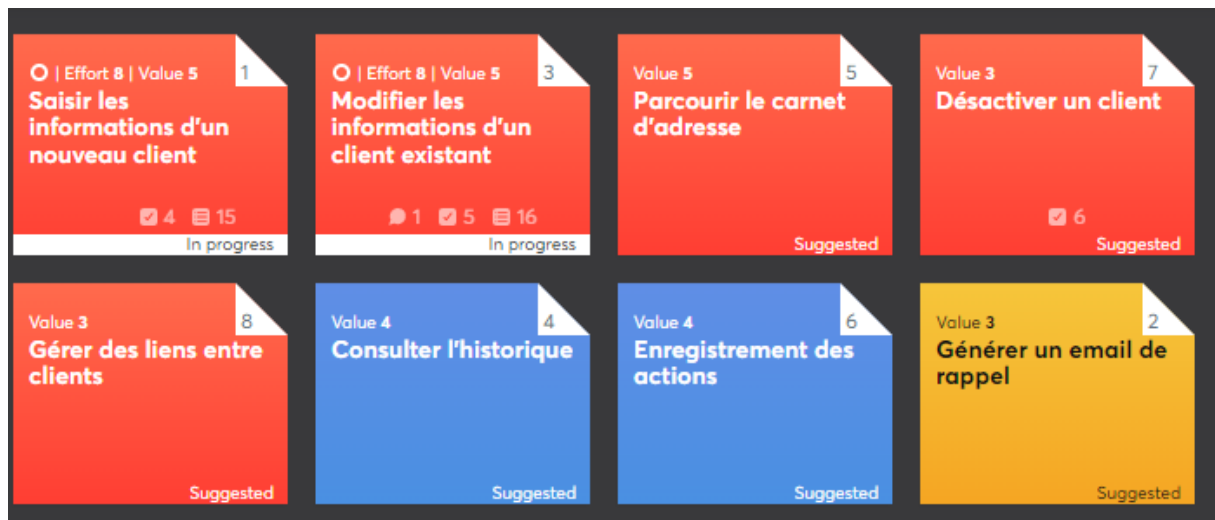 | Effort 8 | Value 5
1
Saisir les
informations d'un
nouveau client
4 15
In progress
| Effort 8 | Value 5
3
Modifier les
informations d'un
client existant
1 5 16
In progress
Value 5
5
Parcourir le carnet
d'adresse
Suggested
Value 3
7
Désactiver un client
6
Suggested
Value 3
8
Gérer des liens entre
clients
Suggested
Value 4
4
Consulter l'historique
Suggested
Value 4
6
Enregistrement des
actions
Suggested
Value 3
2
Générer un email de
rappel
Suggested